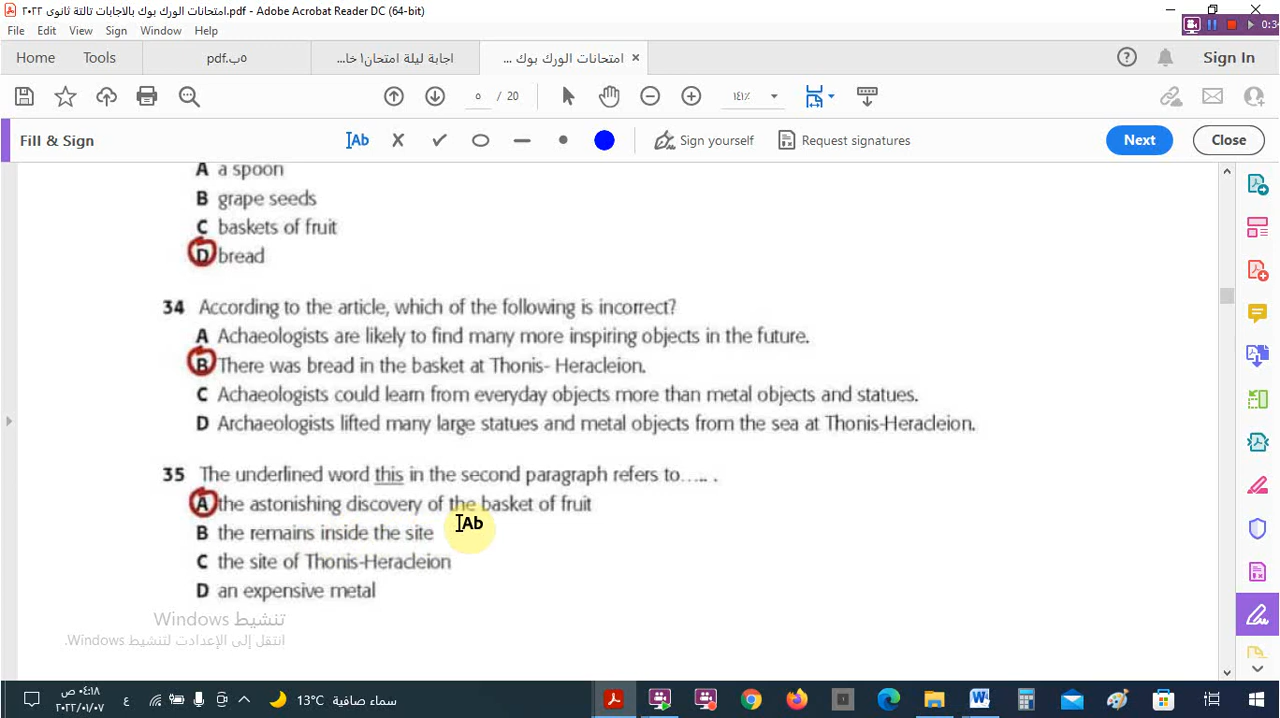 امتحانات الورك بوك بالاجابات تالتة ثانوى ٢٠٢٢.pdf - Adobe Acrobat Reader DC (64-bit)
File Edit View Sign Window Help
0:3
Home Tools ٥ب.pdf اجابة ليلة امتحان١ خا... امتحانات الورك بوك ... × Sign In
٥ / 20 ١٤١٪
Fill & Sign Ab Sign yourself Request signatures Next Close
A a spoon
B grape seeds
C baskets of fruit
D bread
34 According to the article, which of the following is incorrect?
A Achaeologists are likely to find many more inspiring objects in the future.
B There was bread in the basket at Thonis- Heracleion.
C Achaeologists could learn from everyday objects more than metal objects and statues.
D Archaeologists lifted many large statues and metal objects from the sea at Thonis-Heracleion.
35 The underlined word this in the second paragraph refers to….. .
A the astonishing discovery of the basket of fruit
Ab
B the remains inside the site
C the site of Thonis-Heracleion
D an expensive metal
تنشيط Windows
انتقل إلى الإعدادات لتنشيط Windows.
٠٤:١٨ ص
٢٠٢٢/٠١/٠٧
ع
13°C سماء صافية